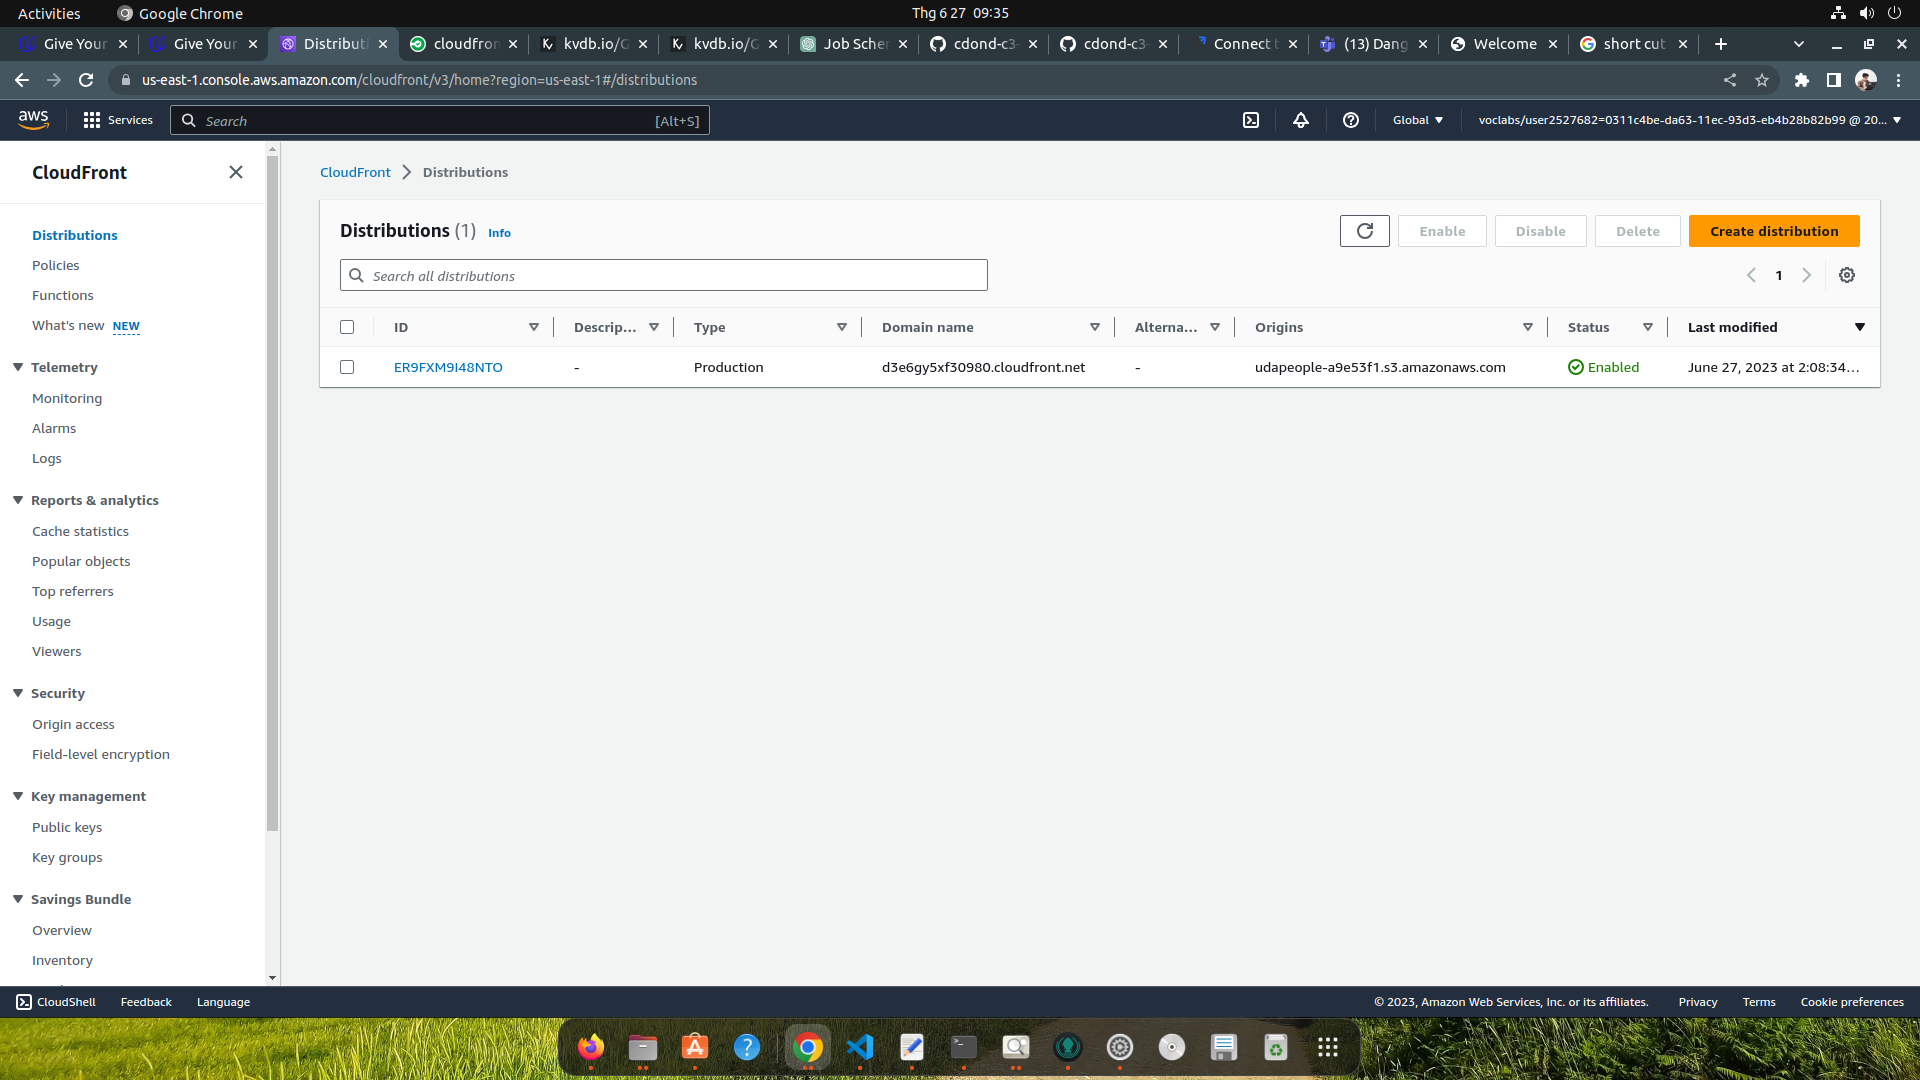 Activities
Google Chrome
Thg 6 27 09:35
Give Your
Give Your
Distributi
cloudfron
kvdb.io/G
kvdb.io/G
Job Scher
cdond-c3-
cdond-c3-
Connect t
(13) Dang
Welcome
short cut
us-east-1.console.aws.amazon.com/cloudfront/v3/home?region=us-east-1#/distributions
aws
Services
Search
[Alt+S]
Global
voclabs/user2527682=0311c4be-da63-11ec-93d3-eb4b28b82b99 @ 20...
CloudFront
Distributions
Policies
Functions
What's new NEW
Telemetry
Monitoring
Alarms
Logs
Reports & analytics
Cache statistics
Popular objects
Top referrers
Usage
Viewers
Security
Origin access
Field-level encryption
Key management
Public keys
Key groups
Savings Bundle
Overview
Inventory
CloudFront
Distributions
Distributions (1) Info
Enable
Disable
Delete
Create distribution
Search all distributions
1
ID
Descrip...
Type
Domain name
Alterna...
Origins
Status
Last modified
ER9FXM9I48NTO
-
Production
d3e6gy5xf30980.cloudfront.net
-
udapeople-a9e53f1.s3.amazonaws.com
Enabled
June 27, 2023 at 2:08:34...
CloudShell
Feedback
Language
© 2023, Amazon Web Services, Inc. or its affiliates.
Privacy
Terms
Cookie preferences